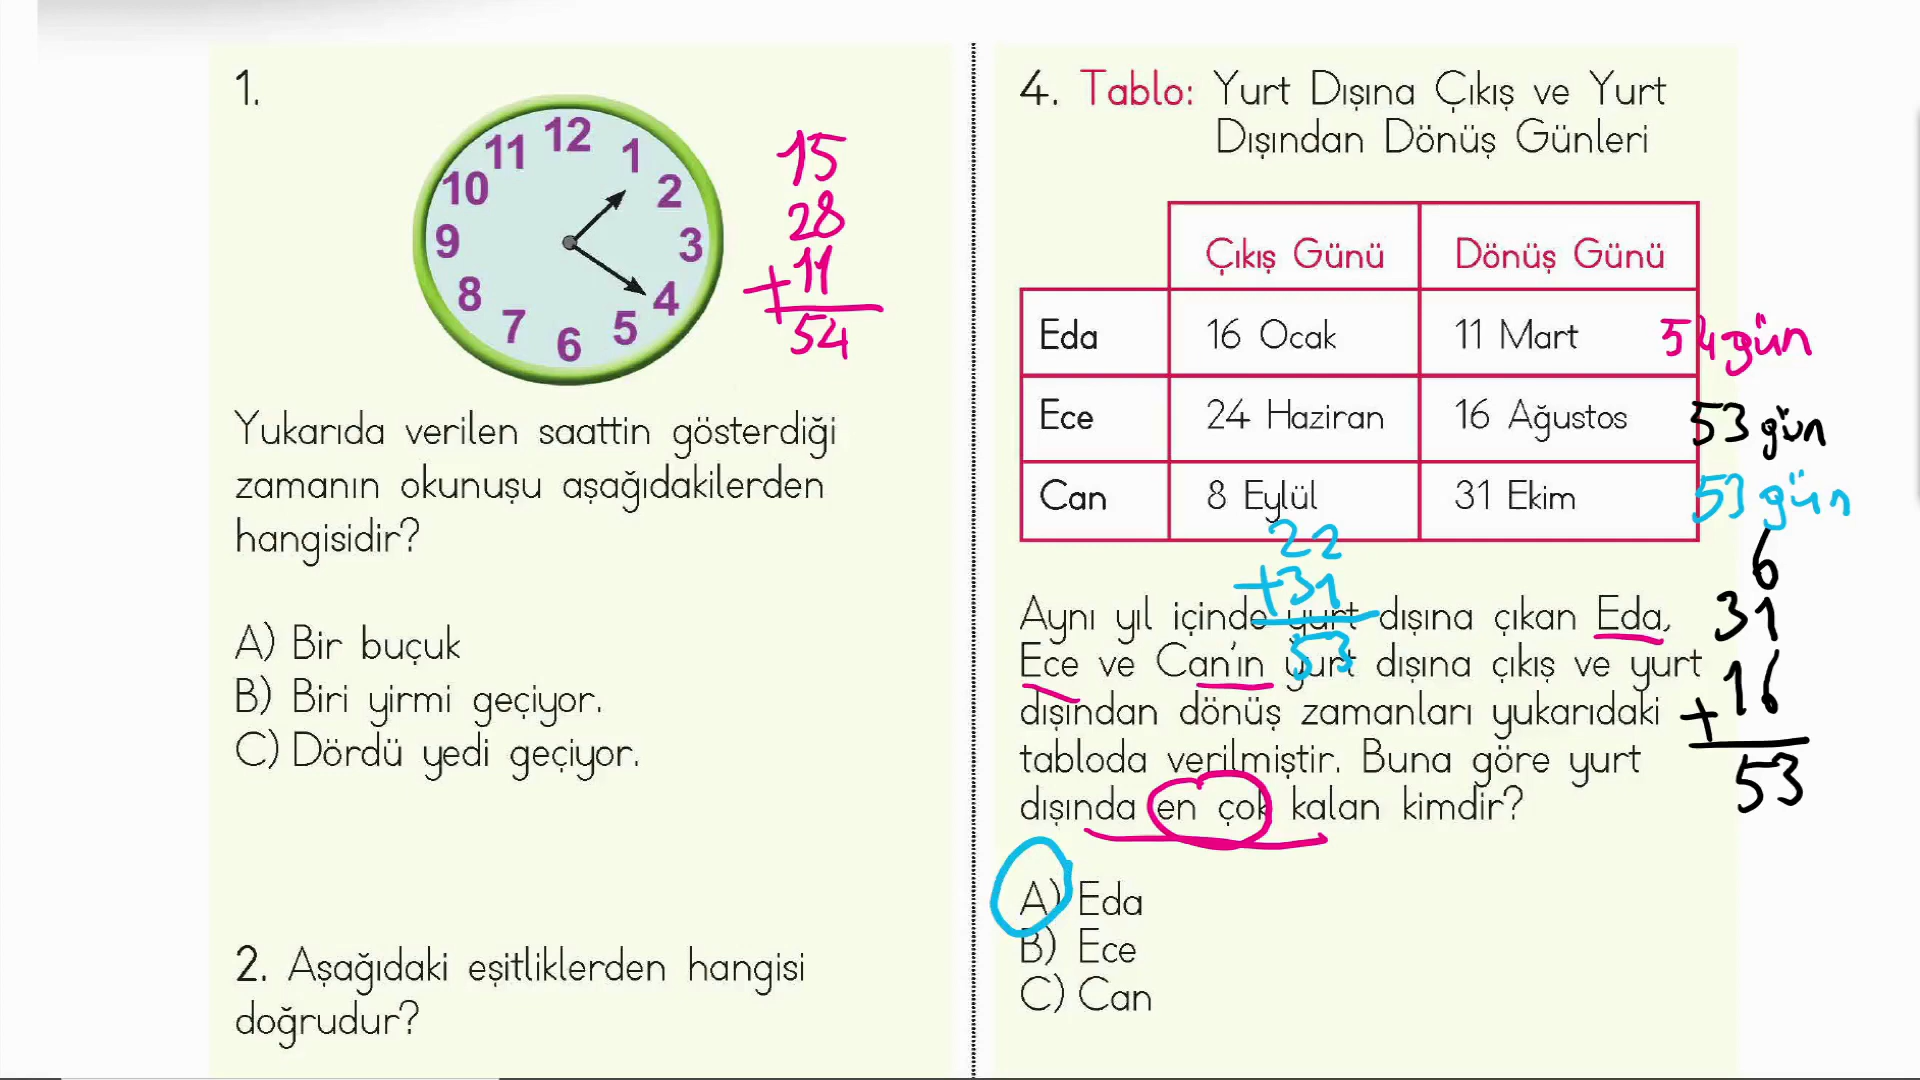 1.
12
1
2
3
4
5
6
7
8
9
10
11
15
28
+ 11
54
Yukarıda verilen saattin gösterdiği
zamanın okunuşu aşağıdakilerden
hangisidir?
A) Bir buçuk
B) Biri yirmi geçiyor.
C) Dördü yedi geçiyor.
2. Aşağıdaki eşitliklerden hangisi
doğrudur?
4. Tablo: Yurt Dışına Çıkış ve Yurt
Dışından Dönüş Günleri
Çıkış Günü Dönüş Günü
Eda 16 Ocak 11 Mart 54 gün
Ece 24 Haziran 16 Ağustos 53 gün
Can 8 Eylül 31 Ekim 53 gün
22
+ 31
53
6
31
+ 16
53
Aynı yıl içinde yurt dışına çıkan Eda,
Ece ve Can'ın yurt dışına çıkış ve yurt
dışından dönüş zamanları yukarıdaki
tabloda verilmiştir. Buna göre yurt
dışında en çok kalan kimdir?
A) Eda
B) Ece
C) Can